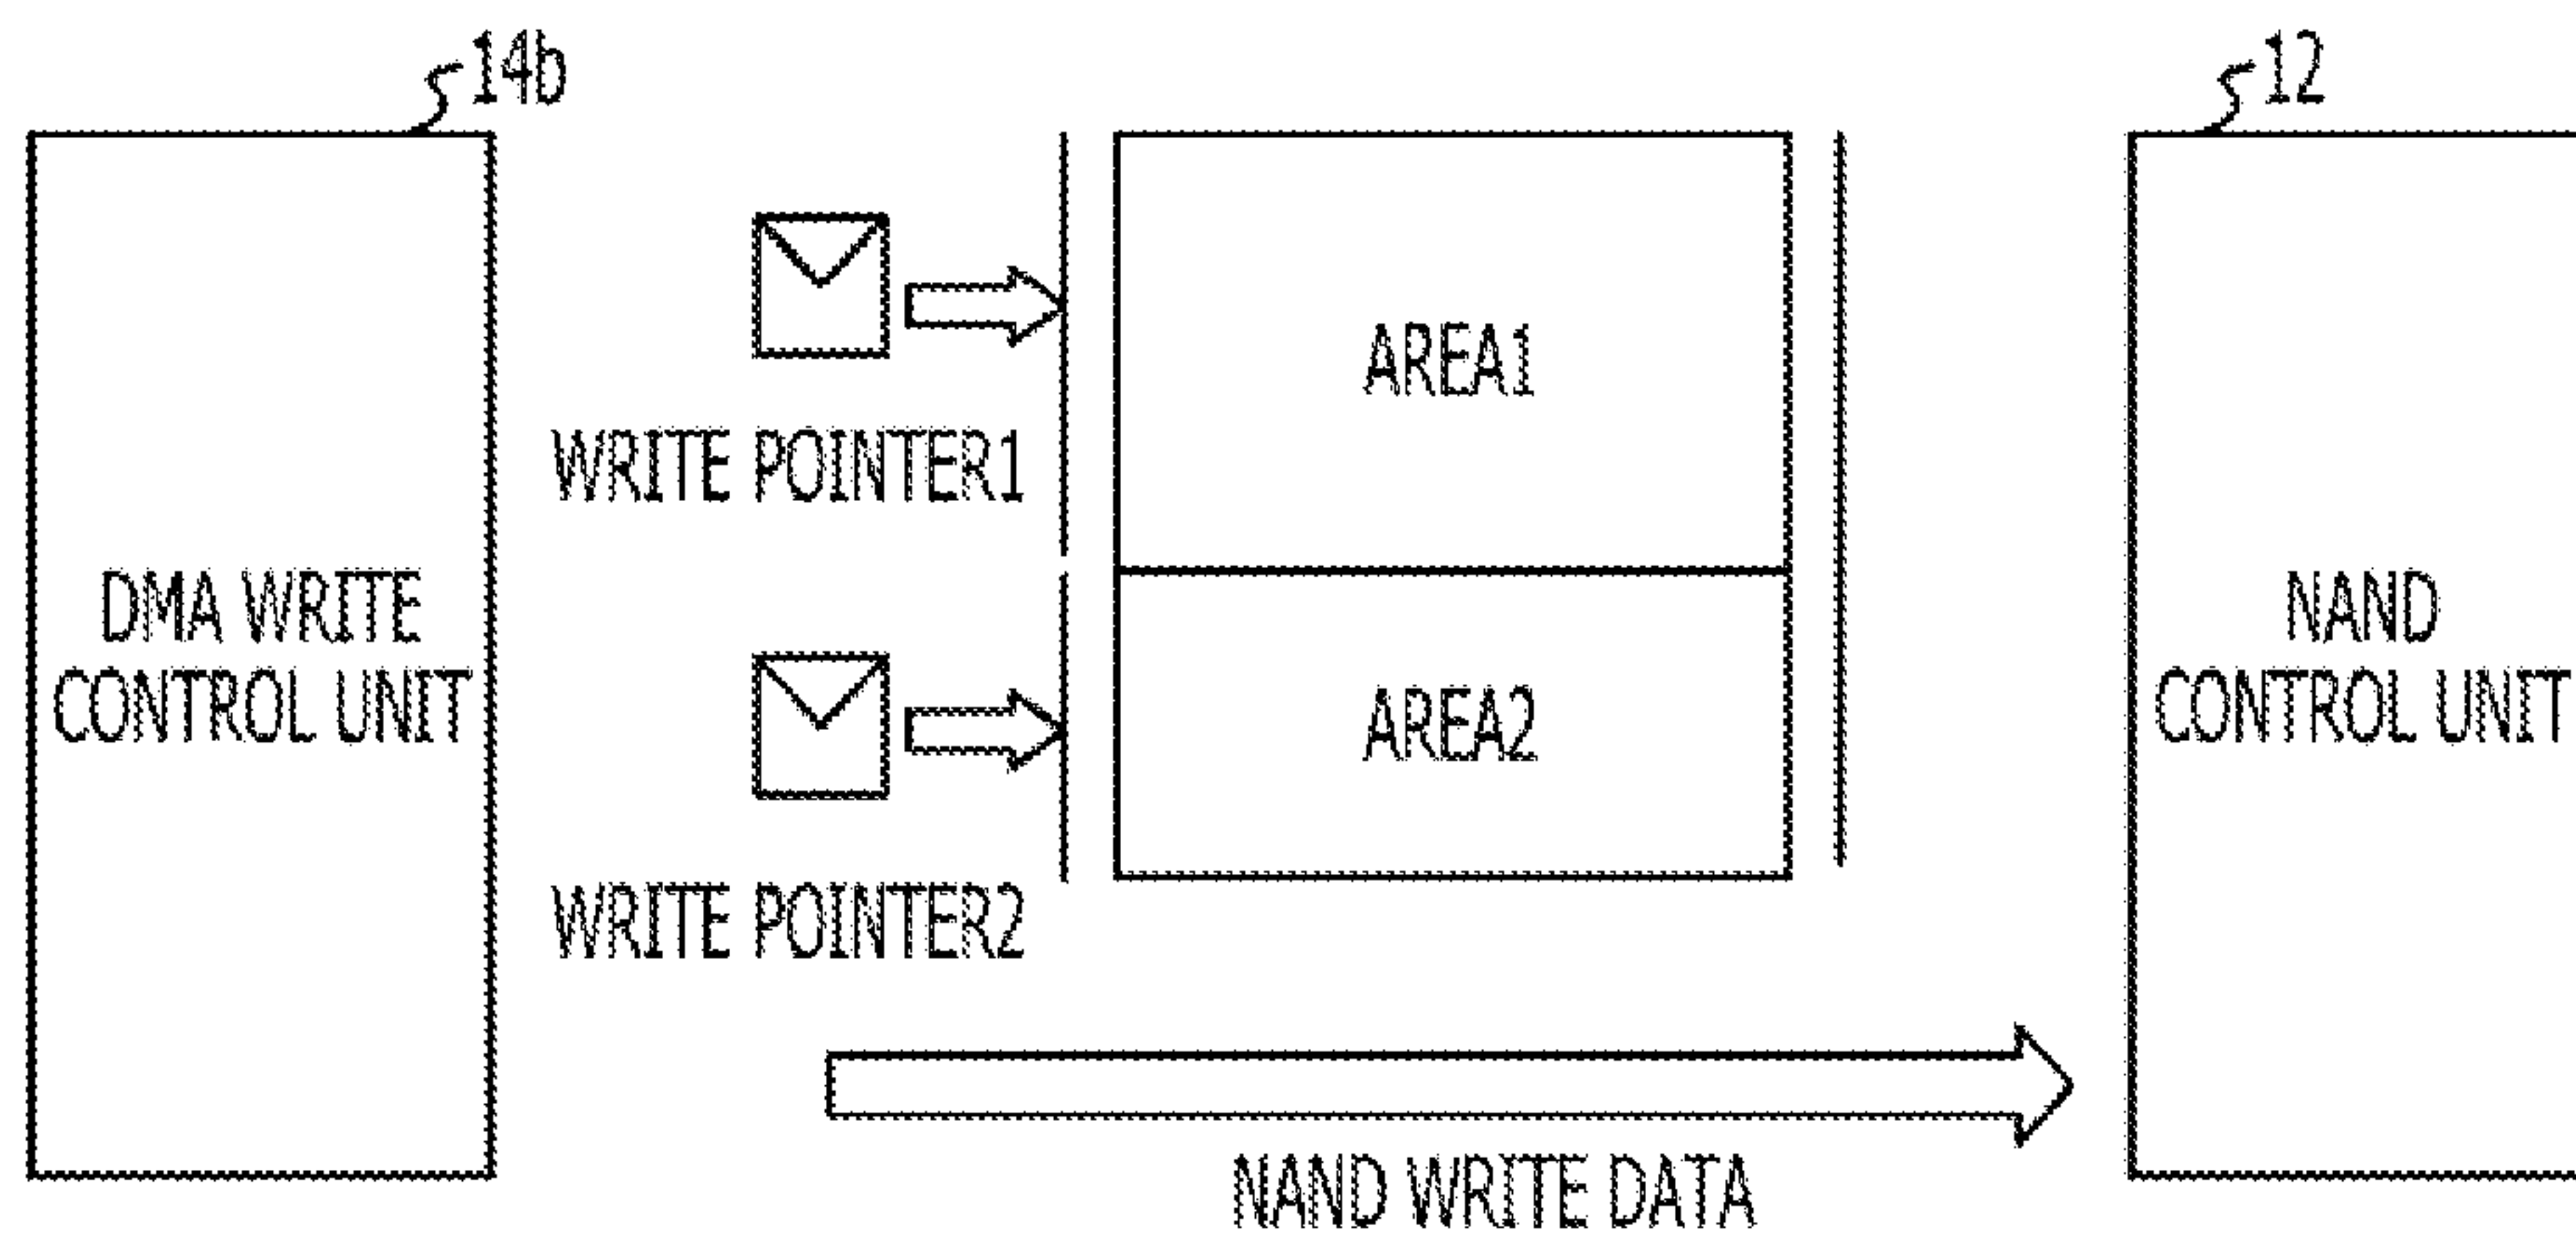 14b
12
AREA1
WRITE POINTER1
DMA WRITE
CONTROL UNIT
NAND
CONTROL UNIT
AREA2
WRITE POINTER2
NAND WRITE DATA